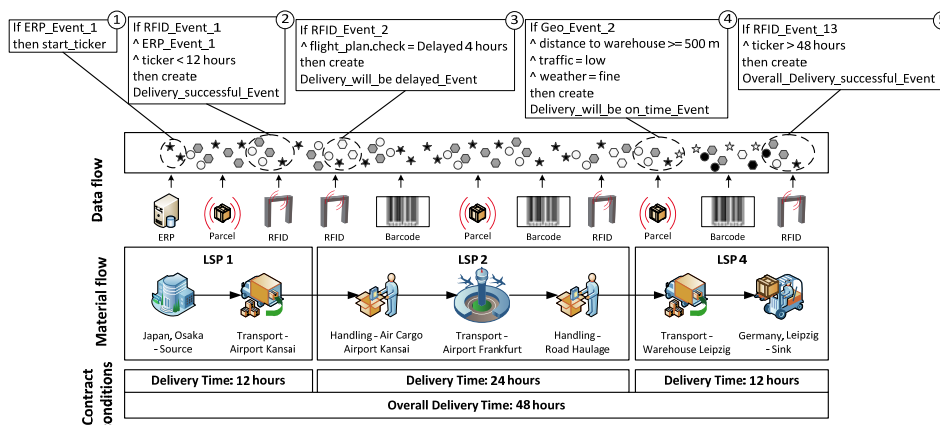 1
If ERP_Event_1
then start_ticker
2
If RFID_Event_1
^ ERP_Event_1
^ ticker < 12 hours
then create
Delivery_successful_Event
3
If RFID_Event_2
^ flight_plan.check = Delayed 4 hours
then create
Delivery_will_be delayed_Event
4
If Geo_Event_2
^ distance to warehouse >= 500 m
^ traffic = low
^ weather = fine
then create
Delivery_will_be on_time_Event
5
If RFID_Event_13
^ ticker > 48 hours
then create
Overall_Delivery_successful_Event
Data flow
ERP
Parcel
RFID
RFID
Barcode
Parcel
Barcode
RFID
Parcel
Barcode
RFID
Material flow
LSP 1
Japan, Osaka
– Source
Transport -
Airport Kansai
LSP 2
Handling – Air Cargo
Airport Kansai
Transport -
Airport Frankfurt
Handling -
Road Haulage
LSP 4
Transport -
Warehouse Leipzig
Germany, Leipzig
- Sink
Contract
conditions
Delivery Time: 12 hours
Delivery Time: 24 hours
Delivery Time: 12 hours
Overall Delivery Time: 48 hours